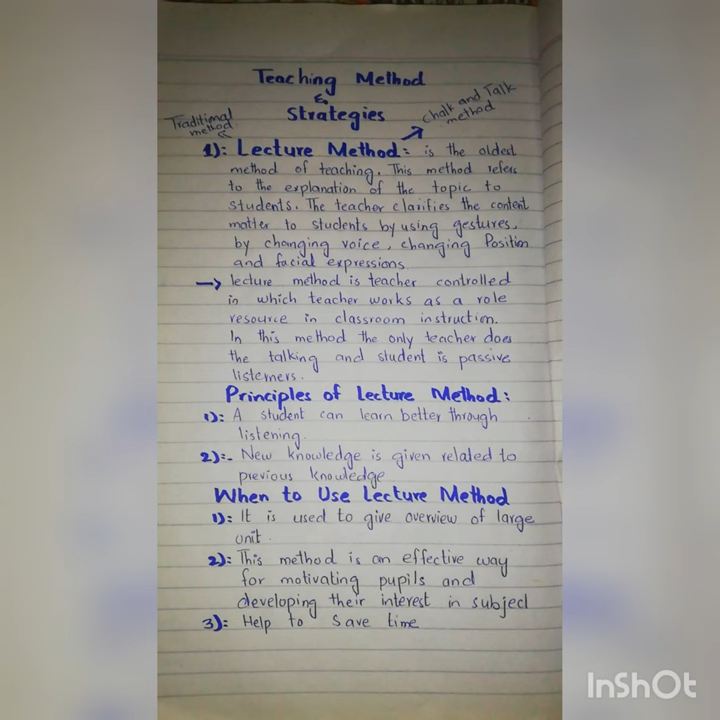 Teaching Method
&
Strategies
Traditional
method
Chalk and Talk
method
1): Lecture Method: is the oldest
method of teaching. This method refers
to the explanation of the topic to
students. The teacher clarifies the content
matter to students by using gestures,
by changing voice, changing Position
and facial expressions
→ lecture method is teacher controlled
in which teacher works as a role
resource in classroom instruction.
In this method the only teacher does
the talking and student is passive
listerners.
Principles of Lecture Method:
1): A student can learn better through
listening.
2):- New knowledge is given related to
previous knowledge
When to Use Lecture Method
1): It is used to give overview of large
unit.
2): This method is an effective way
for motivating pupils and
developing their interest in subject
3): Help to save time
InShOt